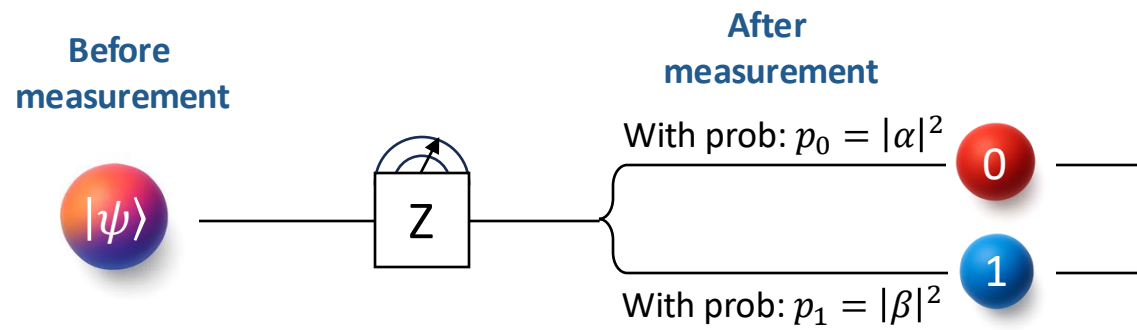 Before
measurement
After
measurement
With prob: p₀ = |α|²
0
|ψ⟩
Z
1
With prob: p₁ = |β|²